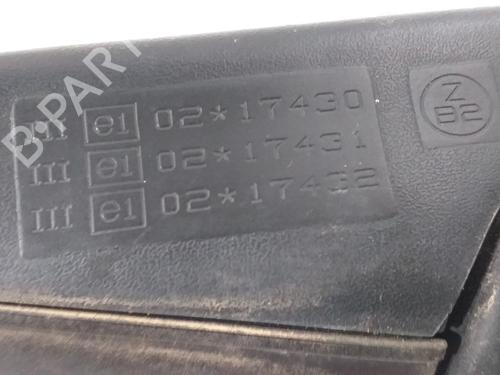 III e1 02*17430
III e1 02*17431
III e1 02*17432
Z
B2
B-PART